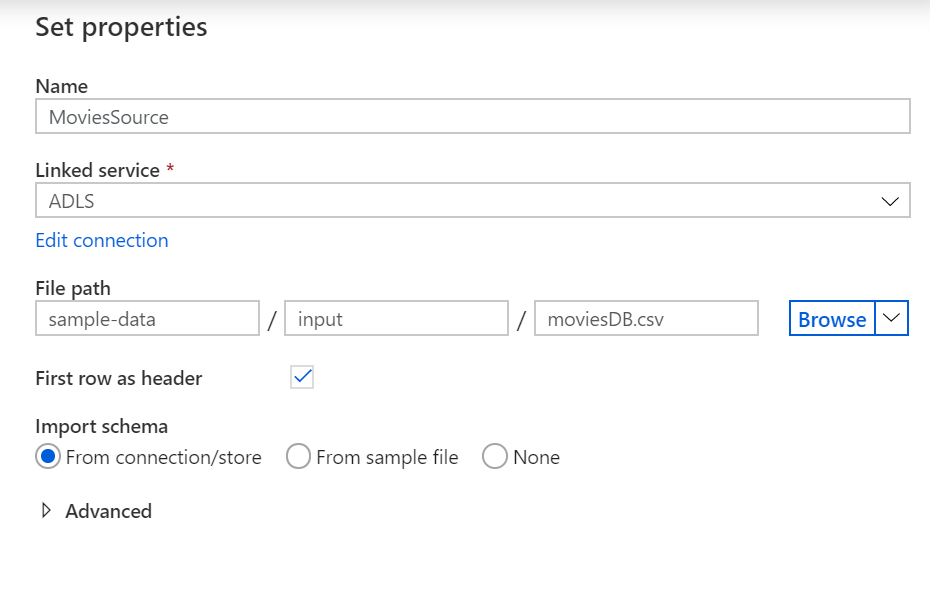 Set properties
Name
MoviesSource
Linked service *
ADLS
Edit connection
File path
sample-data / input / moviesDB.csv Browse
First row as header
Import schema
From connection/store From sample file None
Advanced